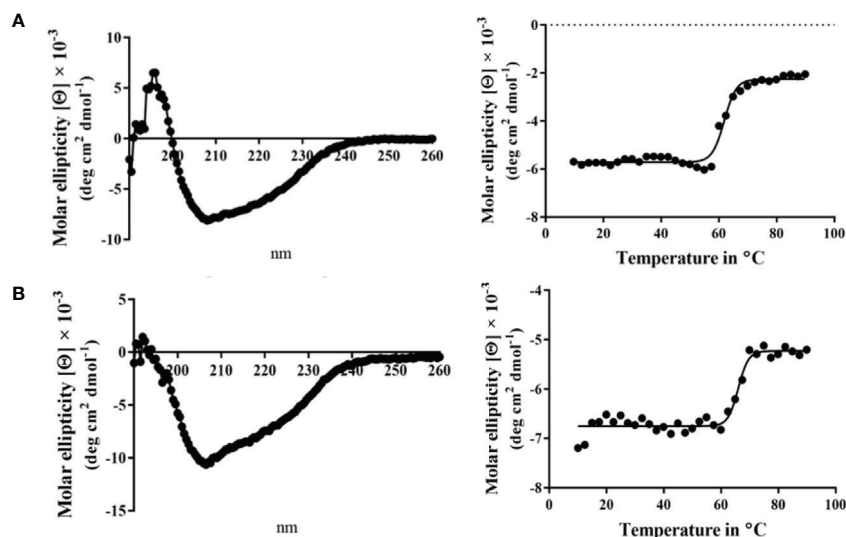 A
Molar ellipticity [Θ] × 10⁻³
(deg cm² dmol⁻¹)
10
5
0
-5
-10
200 210 220 230 240 250 260
nm
Molar ellipticity [Θ] × 10⁻³
(deg cm² dmol⁻¹)
0
-2
-4
-6
-8
0 20 40 60 80 100
Temperature in °C
B
Molar ellipticity [Θ] × 10⁻³
(deg cm² dmol⁻¹)
5
0
-5
-10
-15
200 210 220 230 240 250 260
nm
Molar ellipticity [Θ] × 10⁻³
(deg cm² dmol⁻¹)
-4
-5
-6
-7
-8
0 20 40 60 80 100
Temperature in °C